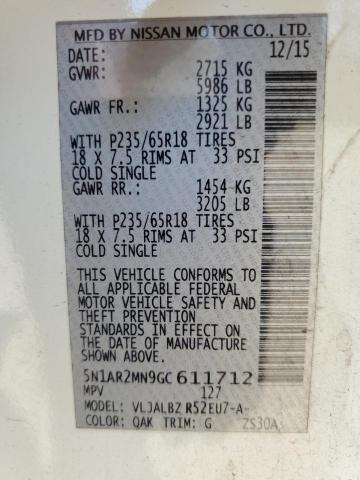 MFD BY NISSAN MOTOR CO., LTD.
DATE: 12/15
GVWR: 2715 KG
5986 LB
GAWR FR.: 1325 KG
2921 LB
WITH P235/65R18 TIRES
18 X 7.5 RIMS AT 33 PSI
COLD SINGLE
GAWR RR.: 1454 KG
3205 LB
WITH P235/65R18 TIRES
18 X 7.5 RIMS AT 33 PSI
COLD SINGLE
THIS VEHICLE CONFORMS TO
ALL APPLICABLE FEDERAL
MOTOR VEHICLE SAFETY AND
THEFT PREVENTION
STANDARDS IN EFFECT ON
THE DATE OF MANUFACTURE
SHOWN ABOVE.
5N1AR2MN9GC611712
MPV 127
MODEL: VLJALBZ R52EU7-A-
COLOR: QAK TRIM: G ZS30A